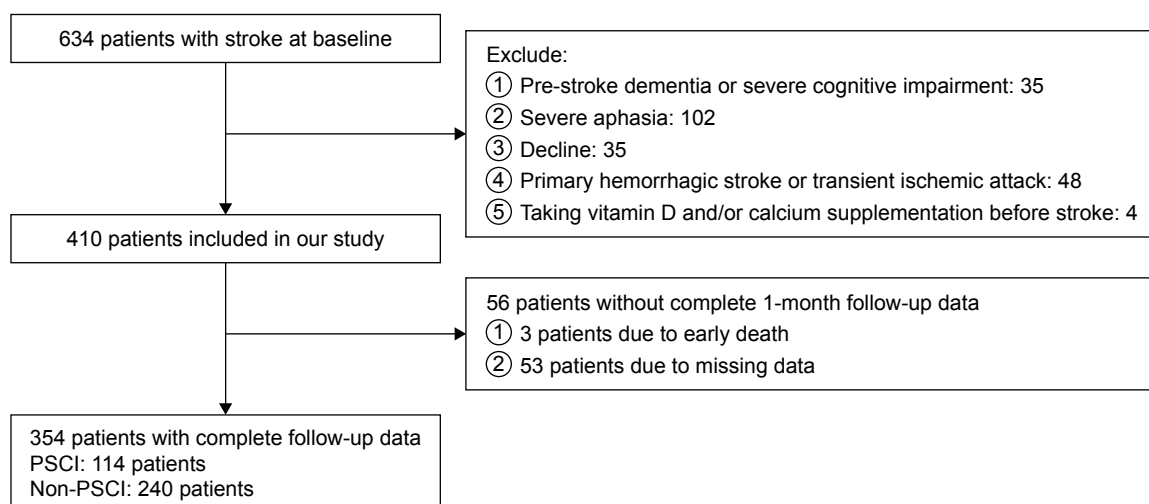 634 patients with stroke at baseline
Exclude:
① Pre-stroke dementia or severe cognitive impairment: 35
② Severe aphasia: 102
③ Decline: 35
④ Primary hemorrhagic stroke or transient ischemic attack: 48
⑤ Taking vitamin D and/or calcium supplementation before stroke: 4
410 patients included in our study
56 patients without complete 1-month follow-up data
① 3 patients due to early death
② 53 patients due to missing data
354 patients with complete follow-up data
PSCI: 114 patients
Non-PSCI: 240 patients